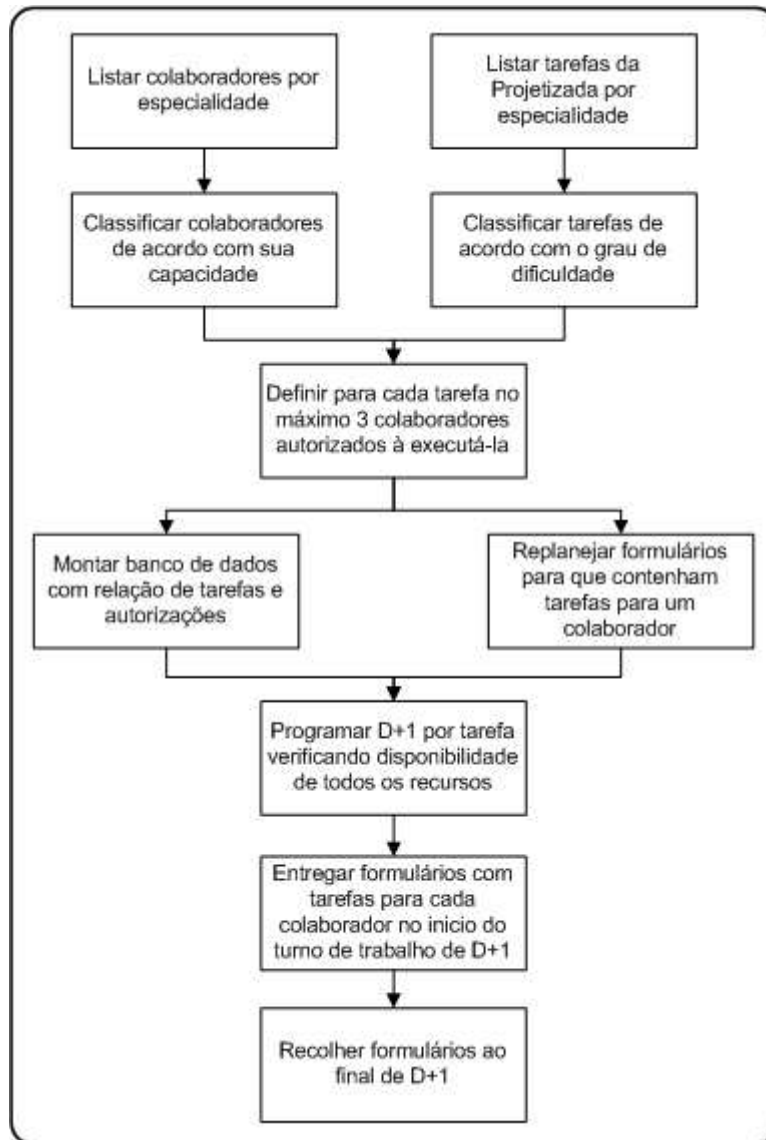 Listar colaboradores por
especialidade
Listar tarefas da
Projetizada por
especialidade
Classificar colaboradores
de acordo com sua
capacidade
Classificar tarefas de
acordo com o grau de
dificuldade
Definir para cada tarefa no
máximo 3 colaboradores
autorizados à executá-la
Montar banco de dados
com relação de tarefas e
autorizações
Replanejar formulários
para que contenham
tarefas para um
colaborador
Programar D+1 por tarefa
verificando disponibilidade
de todos os recursos
Entregar formulários com
tarefas para cada
colaborador no inicio do
turno de trabalho de D+1
Recolher formulários ao
final de D+1